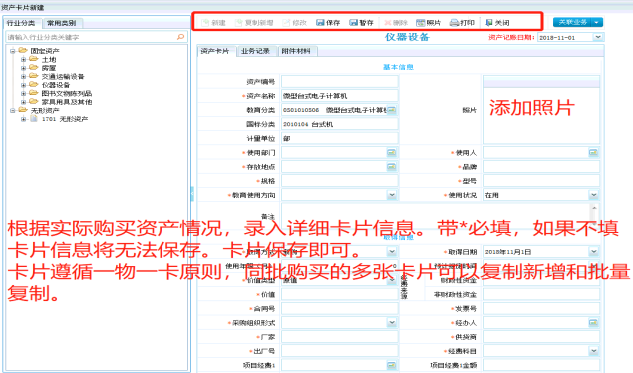 资产卡片新建
行业分类 常用类别
新建 复制新增 修改 保存 暂存 删除 照片 打印 关闭 关联业务
请输入行业分类关键字
仪器设备
资产记账日期: 2018-11-01
固定资产
土地
房屋
交通运输设备
仪器设备
图书文物陈列品
家具用具及其他
无形资产
1701 无形资产
资产卡片 业务记录 附件材料
基本信息
资产编号
*资产名称 微型台式电子计算机
教育分类 0501010506 微型台式电子计算机
国标分类 2010104 台式机
计量单位 部
照片 添加照片
*使用部门 *使用人
*存放地点 *品牌
*规格 *型号
*教育使用方向 *使用状况 在用
备注
根据实际购买资产情况，录入详细卡片信息。带*必填，如果不填
卡片信息将无法保存。卡片保存即可。
卡片遵循一物一卡原则，同批购买的多张卡片可以复制新增和批量
复制。
*取得日期 2018年11月1日
*价值类型 原值 财政性资金
*价值 非财政性资金
*合同号 *发票号
*采购组织形式 *经办人
*厂家 *供货商
*出厂号 *经费科目
项目经费1 项目经费1金额